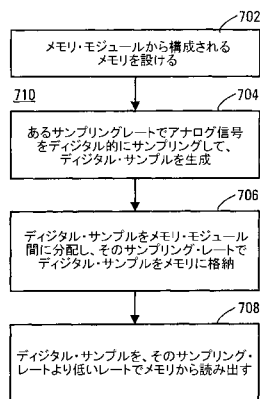 702
メモリ・モジュールから構成される
メモリを設ける
710
704
あるサンプリングレートでアナログ信号
をディジタル的にサンプリングして、
ディジタル・サンプルを生成
706
ディジタル・サンプルをメモリ・モジュール
間に分配し、そのサンプリング・レートで
ディジタル・サンプルをメモリに格納
708
ディジタル・サンプルを、そのサンプリング・
レートより低いレートでメモリから読み出す